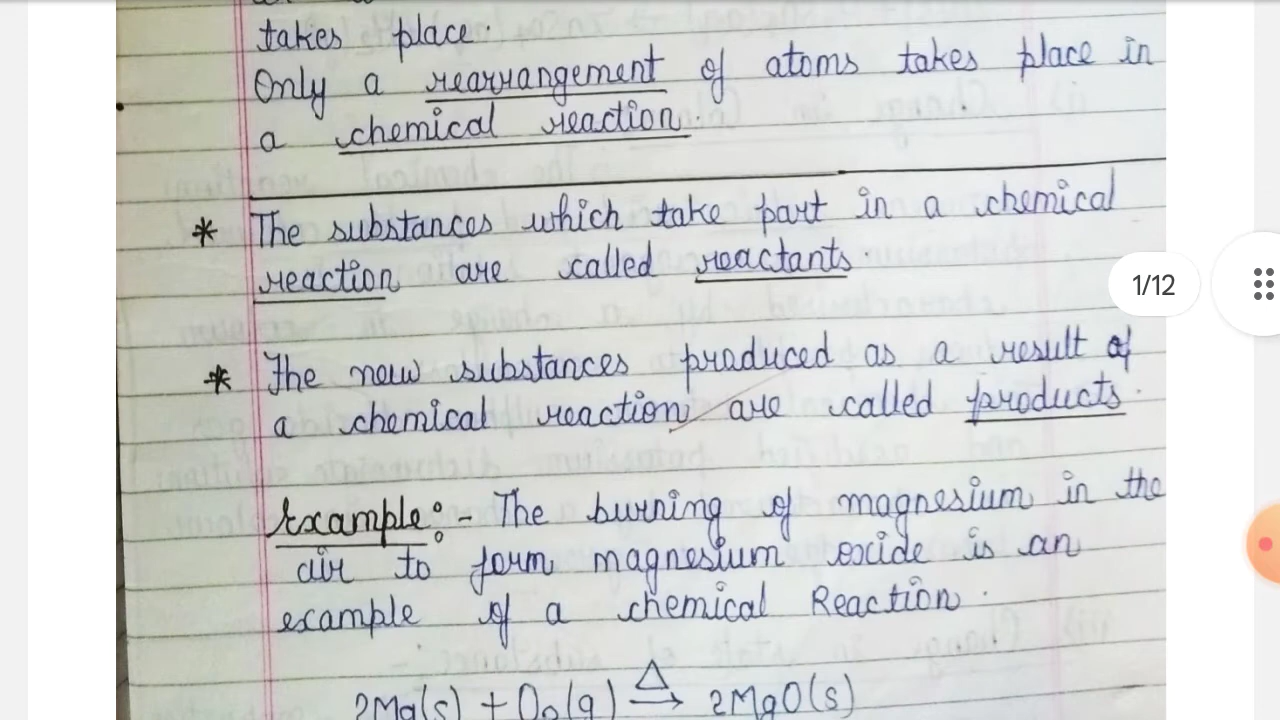 takes place.
Only a rearrangement of atoms takes place in
a chemical reaction.
* The substances which take part in a chemical
reaction are called reactants.
1/12
* The new substances produced as a result of
a chemical reaction are called products.
Example:- The burning of magnesium in the
air to form magnesium oxide is an
example of a chemical Reaction.
2Mg(s) + O₂(g) △→ 2MgO(s)